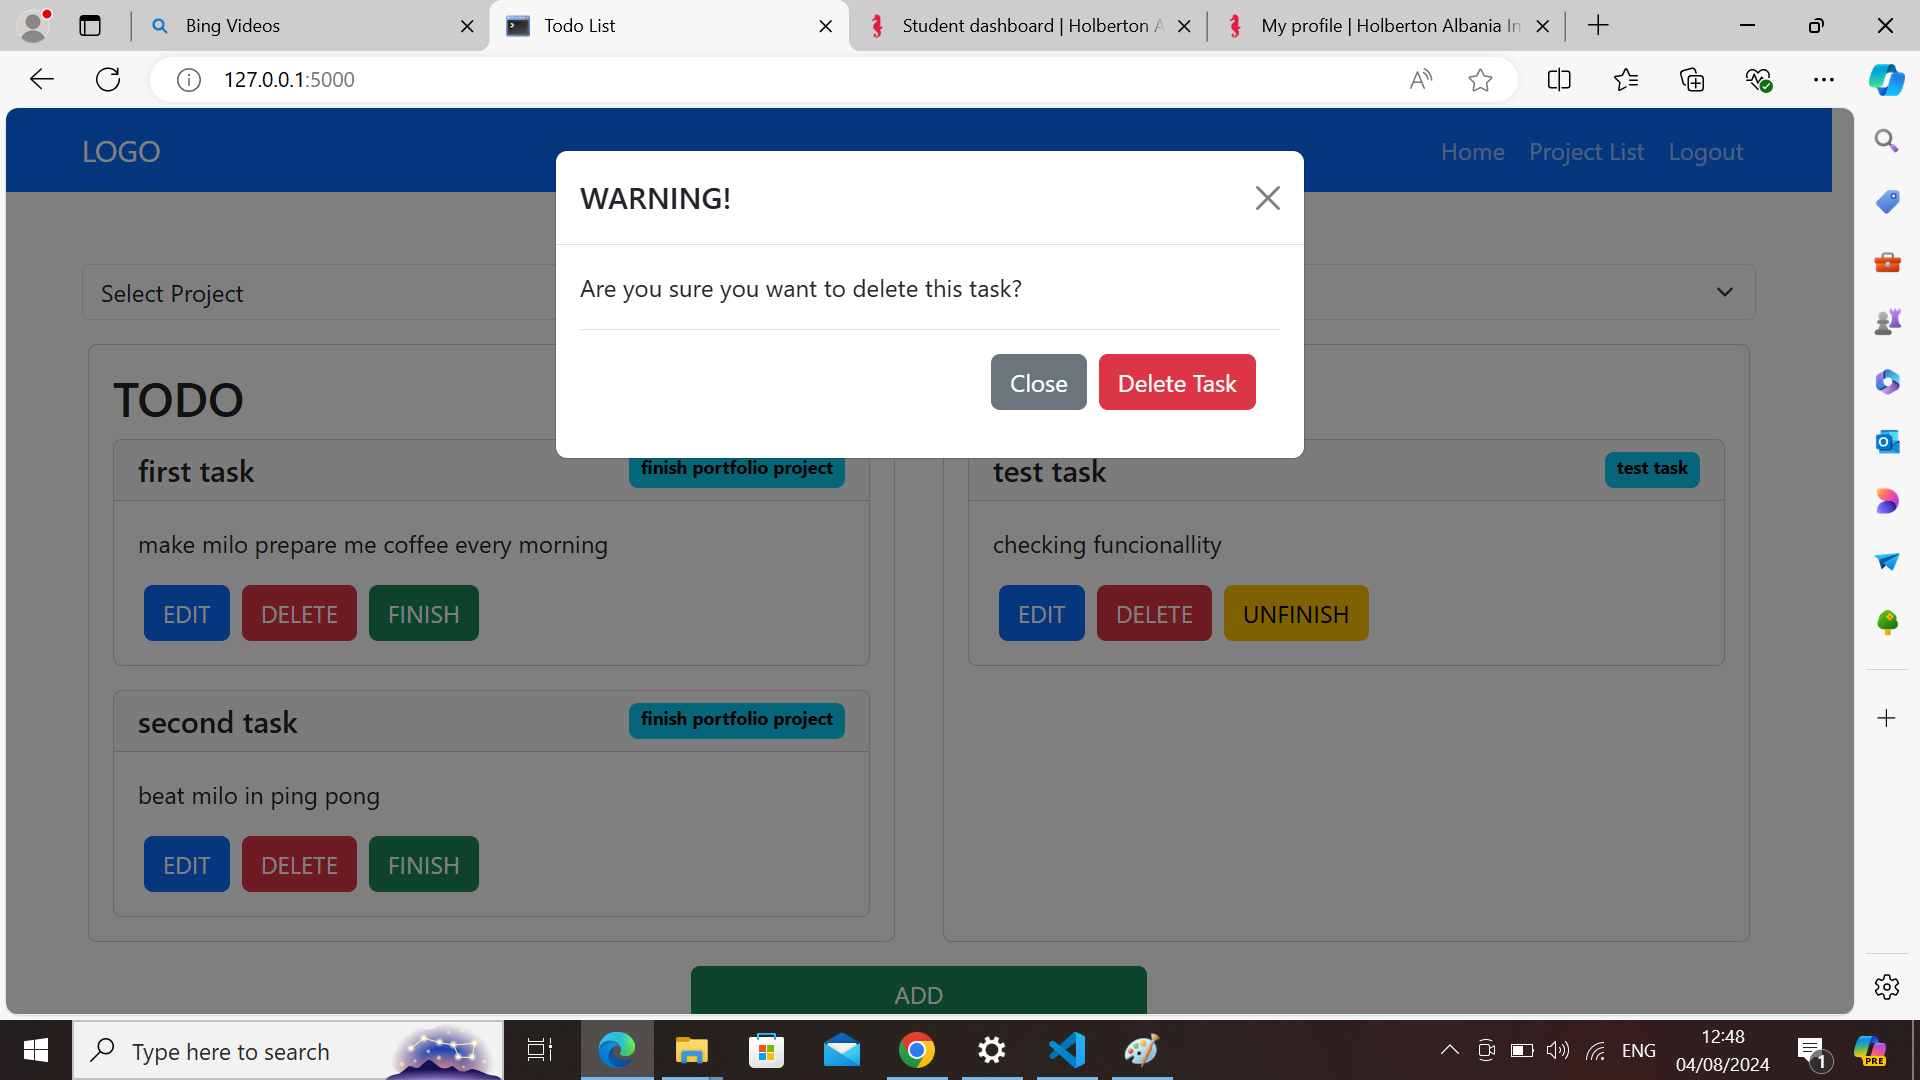 Bing Videos
Todo List
Student dashboard | Holberton A
My profile | Holberton Albania In
127.0.0.1:5000
LOGO
Home Project List Logout
WARNING!
Are you sure you want to delete this task?
Close Delete Task
Select Project
TODO
first task finish portfolio project
make milo prepare me coffee every morning
EDIT DELETE FINISH
second task finish portfolio project
beat milo in ping pong
EDIT DELETE FINISH
test task test task
checking funcionallity
EDIT DELETE UNFINISH
ADD
Type here to search
ENG
12:48
04/08/2024
1
PRE